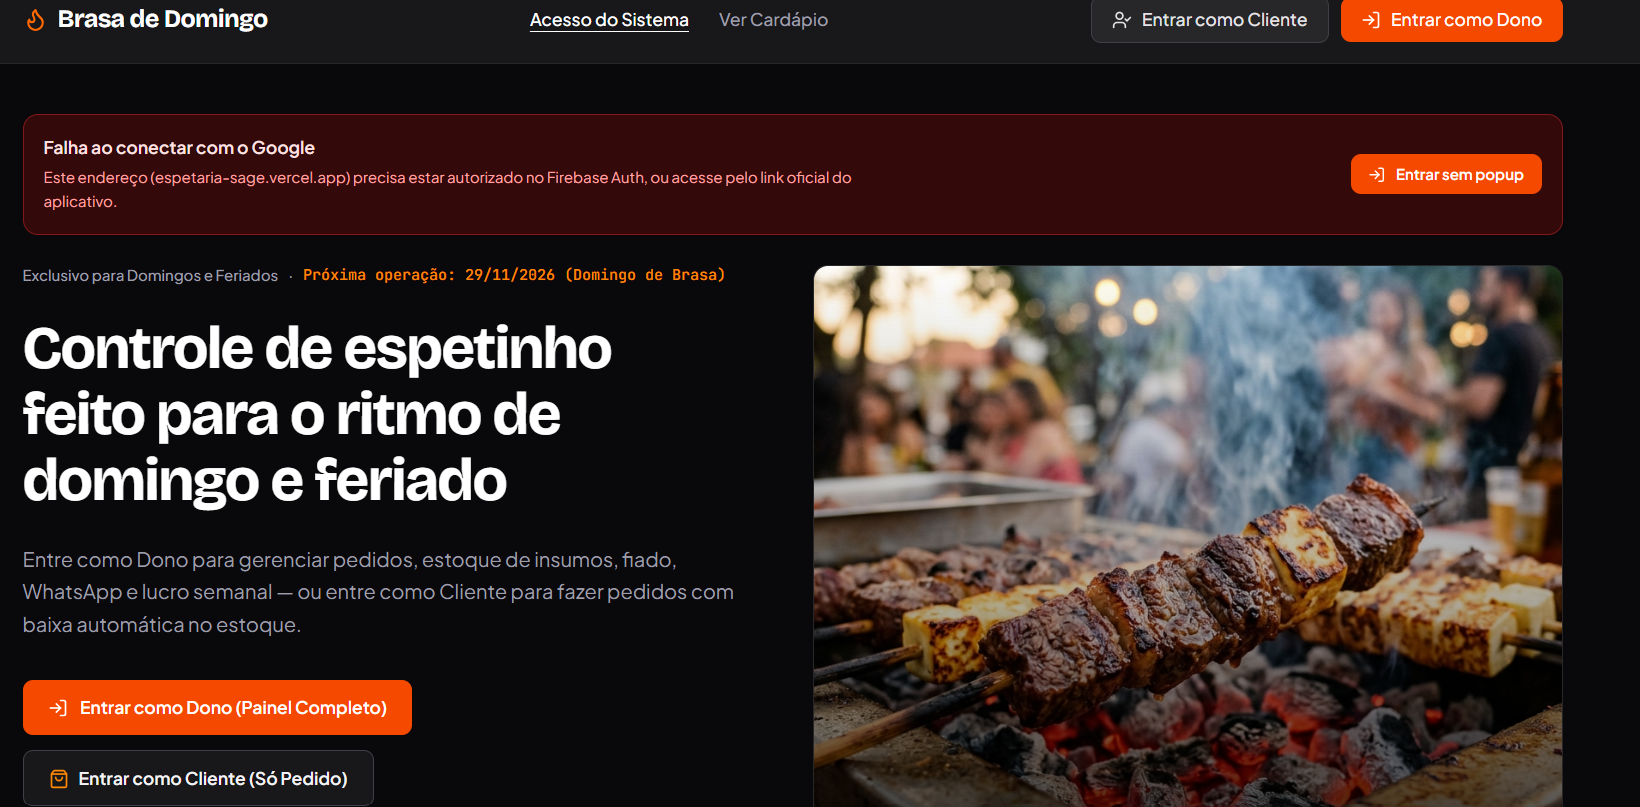 Brasa de Domingo
Acesso do Sistema
Ver Cardápio
Entrar como Cliente
Entrar como Dono
Falha ao conectar com o Google
Este endereço (espetaria-sage.vercel.app) precisa estar autorizado no Firebase Auth, ou acesse pelo link oficial do
aplicativo.
Entrar sem popup
Exclusivo para Domingos e Feriados · Próxima operação: 29/11/2026 (Domingo de Brasa)
Controle de espetinho
feito para o ritmo de
domingo e feriado
Entre como Dono para gerenciar pedidos, estoque de insumos, fiado,
WhatsApp e lucro semanal — ou entre como Cliente para fazer pedidos com
baixa automática no estoque.
Entrar como Dono (Painel Completo)
Entrar como Cliente (Só Pedido)